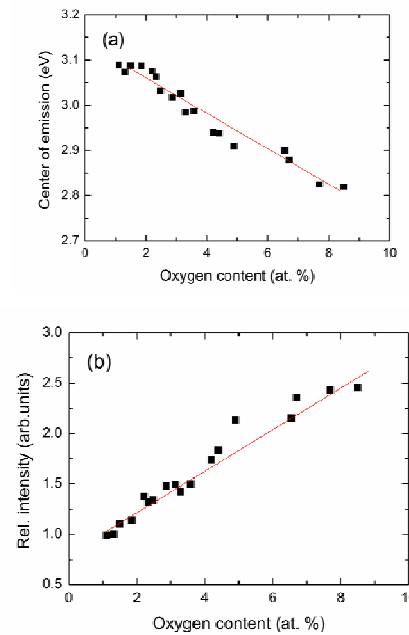 (a)
Center of emission (eV)
3.2
3.1
3.0
2.9
2.8
2.7
0 2 4 6 8 10
Oxygen content (at. %)
(b)
Rel. intensity (arb.units)
3.0
2.5
2.0
1.5
1.0
0.5
0 2 4 6 8 1
Oxygen content (at. %)